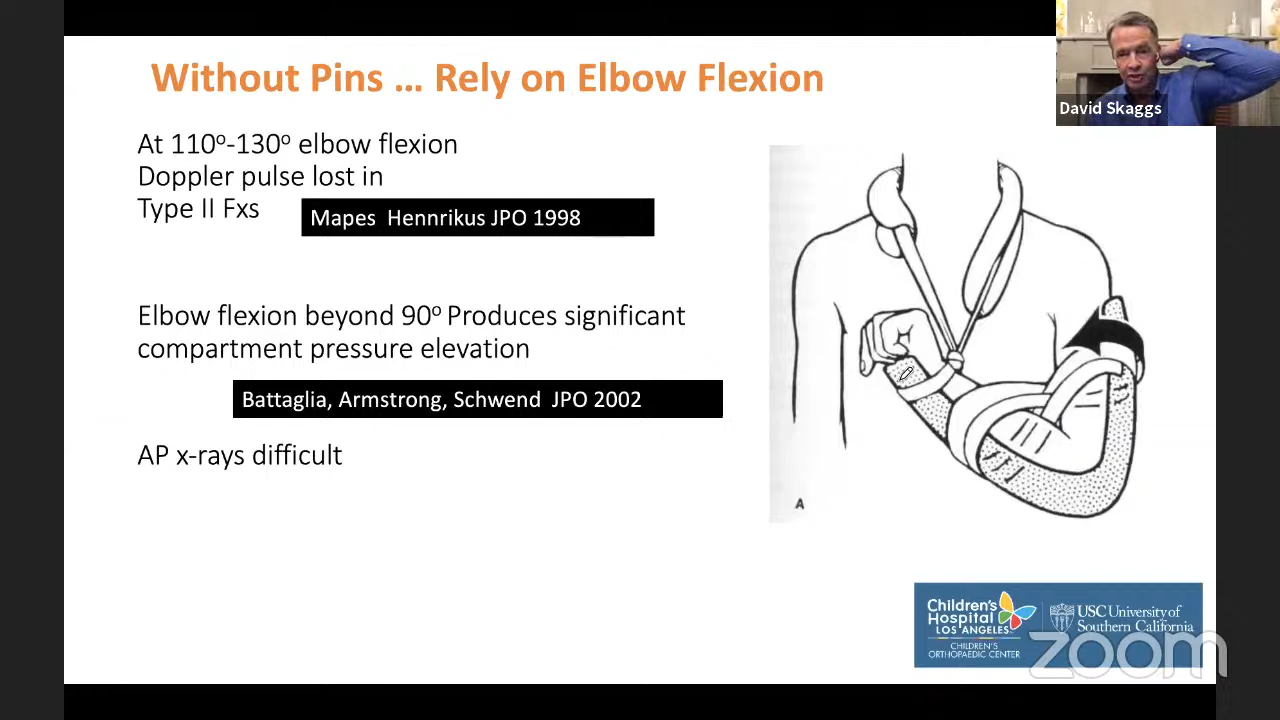 Without Pins ... Rely on Elbow Flexion
David Skaggs
At 110º-130º elbow flexion
Doppler pulse lost in
Type II Fxs
Mapes Hennrikus JPO 1998
Elbow flexion beyond 90º Produces significant
compartment pressure elevation
Battaglia, Armstrong, Schwend JPO 2002
AP x-rays difficult
A
Children's
Hospital
LOS ANGELES
CHILDREN'S
ORTHOPAEDIC CENTER
USC University of
Southern California
zoom